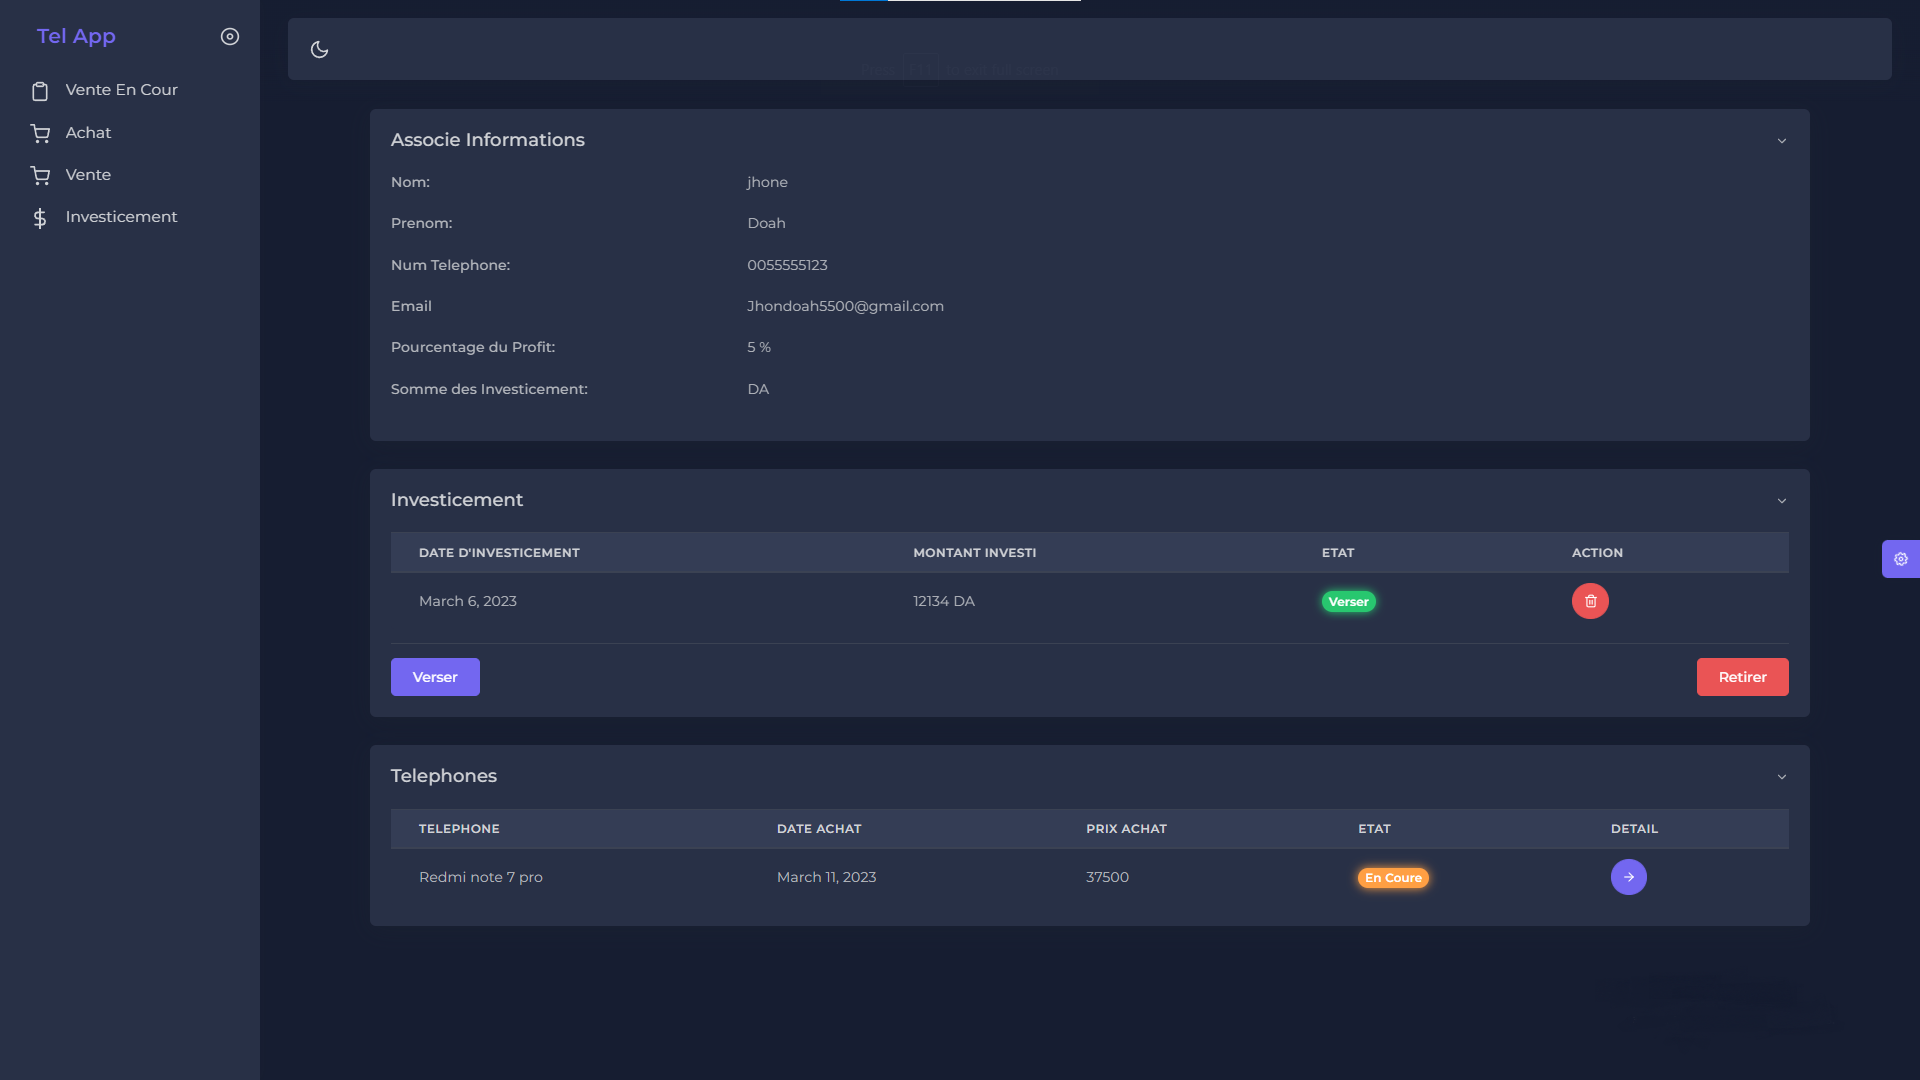 Tel App
Vente En Cour
Achat
Vente
Investicement
Associe Informations
Nom: jhone
Prenom: Doah
Num Telephone: 0055555123
Email Jhondoah5500@gmail.com
Pourcentage du Profit: 5 %
Somme des Investicement: DA
Investicement
DATE D'INVESTICEMENT MONTANT INVESTI ETAT ACTION
March 6, 2023 12134 DA Verser
Verser Retirer
Telephones
TELEPHONE DATE ACHAT PRIX ACHAT ETAT DETAIL
Redmi note 7 pro March 11, 2023 37500 En Coure